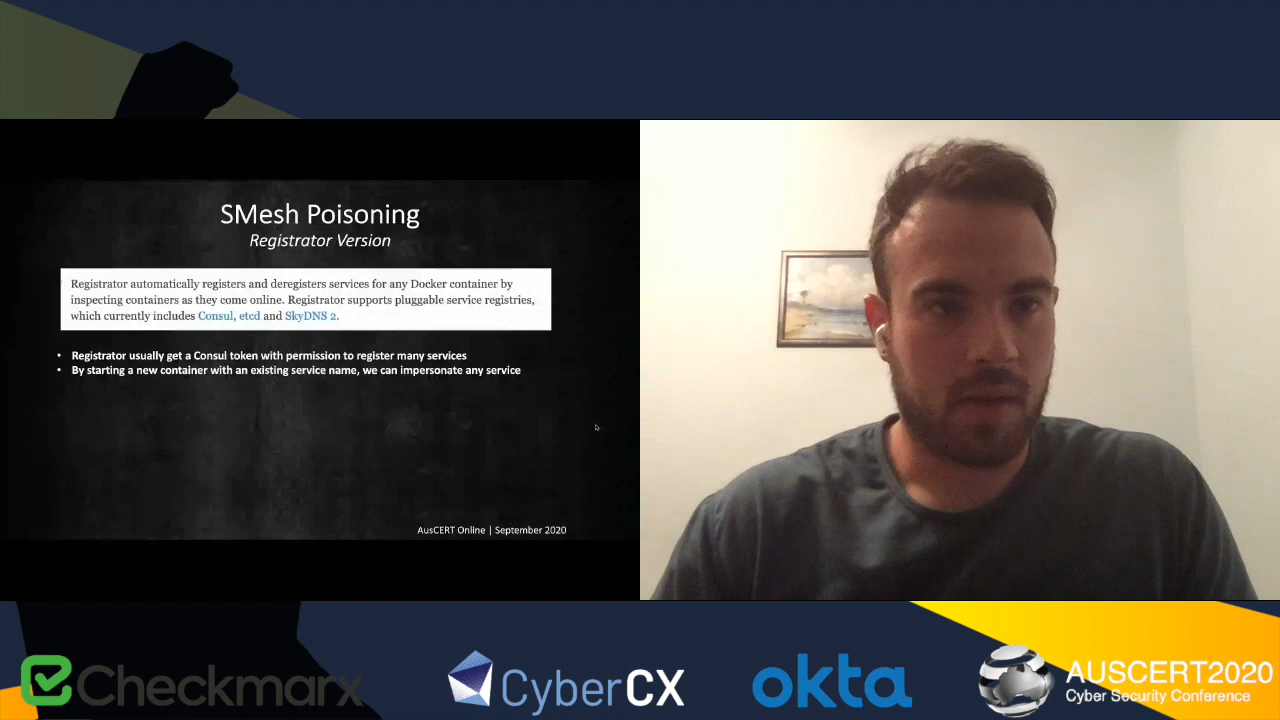 SMesh Poisoning
Registrator Version
Registrator automatically registers and deregisters services for any Docker container by
inspecting containers as they come online. Registrator supports pluggable service registries,
which currently includes Consul, etcd and SkyDNS 2.
• Registrator usually get a Consul token with permission to register many services
• By starting a new container with an existing service name, we can impersonate any service
AusCERT Online | September 2020
Checkmarx
CyberCX
okta
AUSCERT2020
Cyber Security Conference